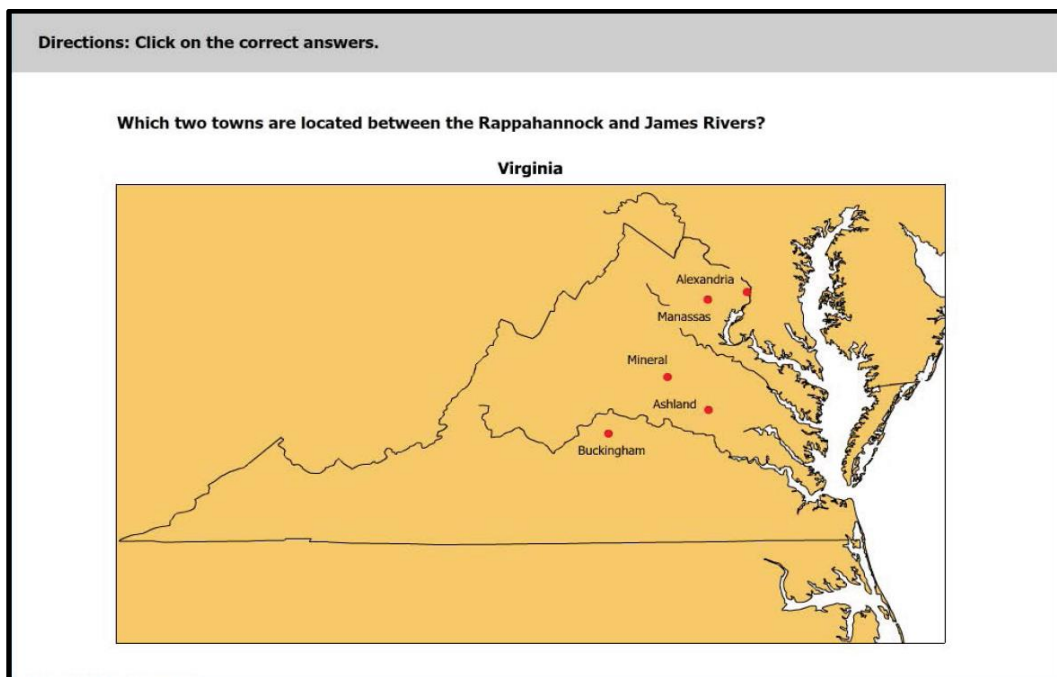 Directions: Click on the correct answers.
Which two towns are located between the Rappahannock and James Rivers?
Virginia
Alexandria
Manassas
Mineral
Ashland
Buckingham